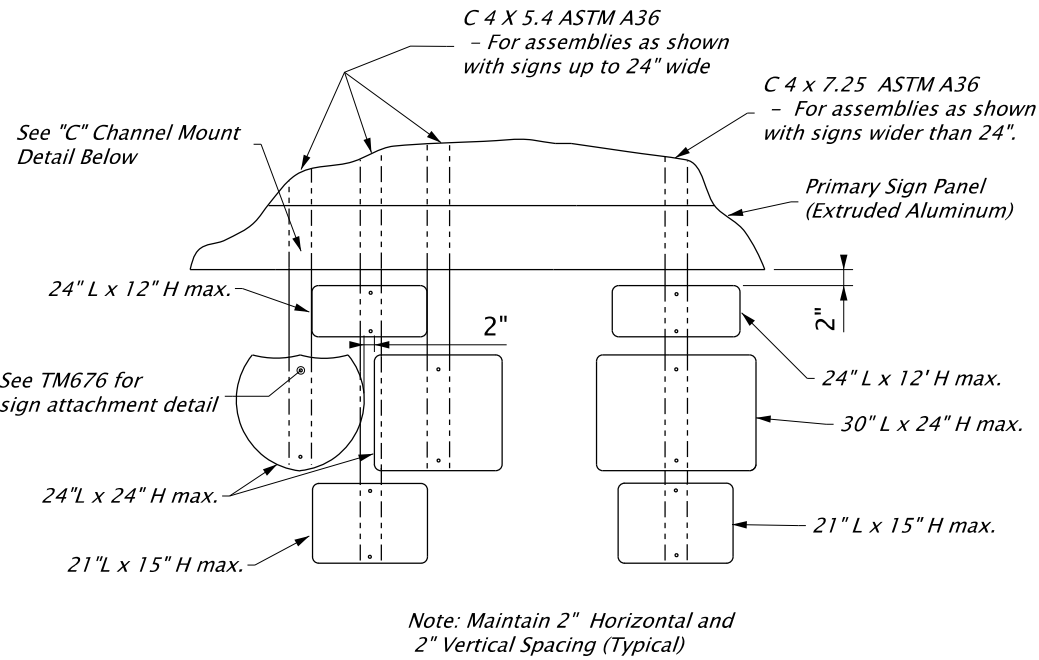 C 4 X 5.4 ASTM A36
– For assemblies as shown
with signs up to 24" wide
C 4 x 7.25 ASTM A36
– For assemblies as shown
with signs wider than 24".
See "C" Channel Mount
Detail Below
Primary Sign Panel
(Extruded Aluminum)
24" L x 12" H max.
2"
2"
See TM676 for
sign attachment detail
24" L x 12' H max.
30" L x 24" H max.
24"L x 24" H max.
21" L x 15" H max.
21"L x 15" H max.
Note: Maintain 2" Horizontal and
2" Vertical Spacing (Typical)